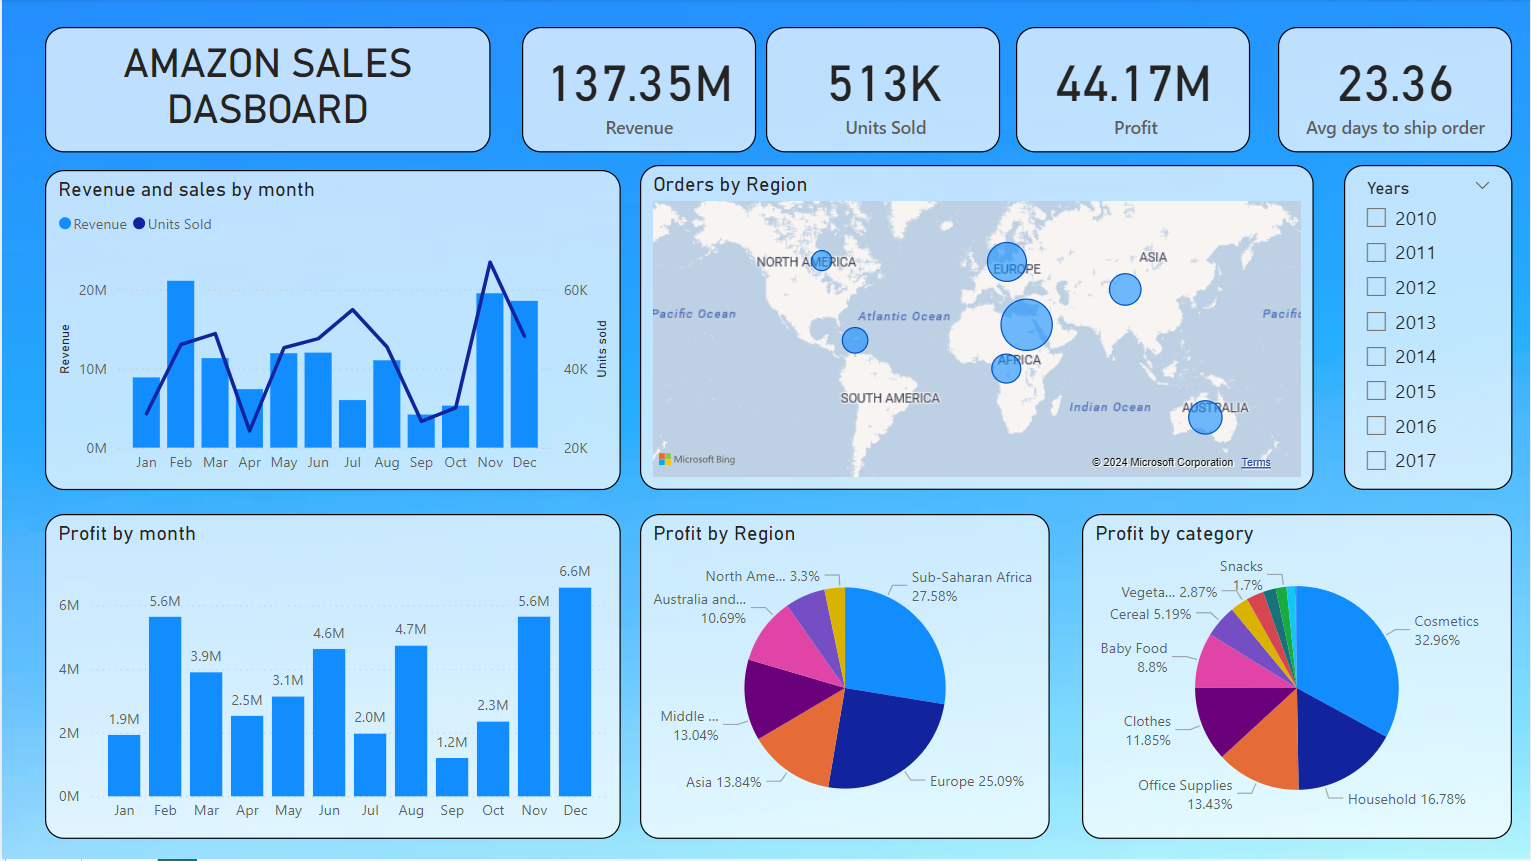 AMAZON SALES
DASBOARD
137.35M
Revenue
513K
Units Sold
44.17M
Profit
23.36
Avg days to ship order
Revenue and sales by month
Revenue
Units Sold
Revenue
20M
10M
0M
60K
40K
20K
Units sold
Jan Feb Mar Apr May Jun Jul Aug Sep Oct Nov Dec
Orders by Region
NORTH AMERICA
EUROPE
ASIA
Pacific Ocean
Atlantic Ocean
Pacific
AFRICA
SOUTH AMERICA
Indian Ocean
AUSTRALIA
Microsoft Bing
© 2024 Microsoft Corporation Terms
Years
2010
2011
2012
2013
2014
2015
2016
2017
Profit by month
6M
4M
2M
0M
1.9M
5.6M
3.9M
2.5M
3.1M
4.6M
2.0M
4.7M
1.2M
2.3M
5.6M
6.6M
Jan Feb Mar Apr May Jun Jul Aug Sep Oct Nov Dec
Profit by Region
North Ame... 3.3%
Sub-Saharan Africa
27.58%
Australia and...
10.69%
Middle ...
13.04%
Asia 13.84%
Europe 25.09%
Profit by category
Snacks
1.7%
Vegeta... 2.87%
Cereal 5.19%
Cosmetics
32.96%
Baby Food
8.8%
Clothes
11.85%
Office Supplies
13.43%
Household 16.78%